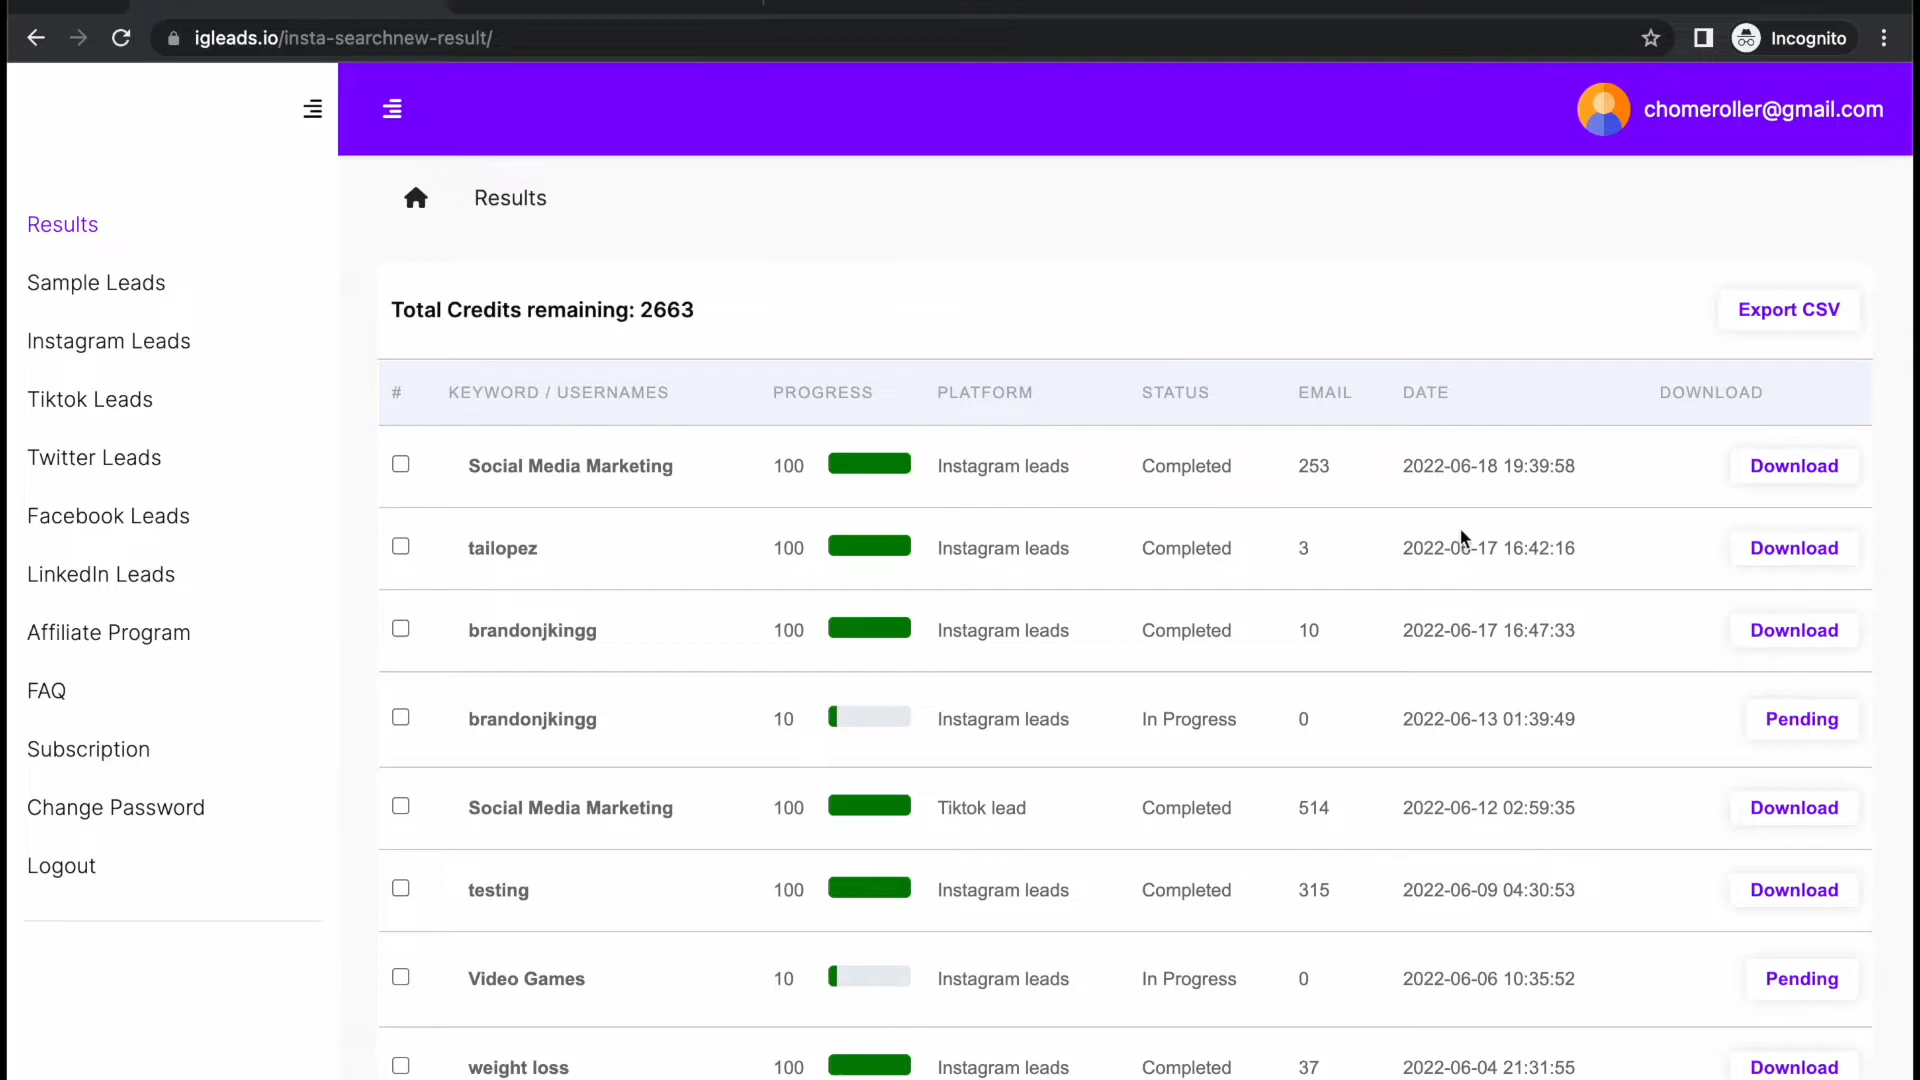 igleads.io/insta-searchnew-result/
Incognito
chomeroller@gmail.com
Results
Sample Leads
Instagram Leads
Tiktok Leads
Twitter Leads
Facebook Leads
LinkedIn Leads
Affiliate Program
FAQ
Subscription
Change Password
Logout
Results
Total Credits remaining: 2663
Export CSV
# KEYWORD / USERNAMES PROGRESS PLATFORM STATUS EMAIL DATE DOWNLOAD
Social Media Marketing 100 Instagram leads Completed 253 2022-06-18 19:39:58 Download
tailopez 100 Instagram leads Completed 3 2022-06-17 16:42:16 Download
brandonjkingg 100 Instagram leads Completed 10 2022-06-17 16:47:33 Download
brandonjkingg 10 Instagram leads In Progress 0 2022-06-13 01:39:49 Pending
Social Media Marketing 100 Tiktok lead Completed 514 2022-06-12 02:59:35 Download
testing 100 Instagram leads Completed 315 2022-06-09 04:30:53 Download
Video Games 10 Instagram leads In Progress 0 2022-06-06 10:35:52 Pending
weight loss 100 Instagram leads Completed 37 2022-06-04 21:31:55 Download